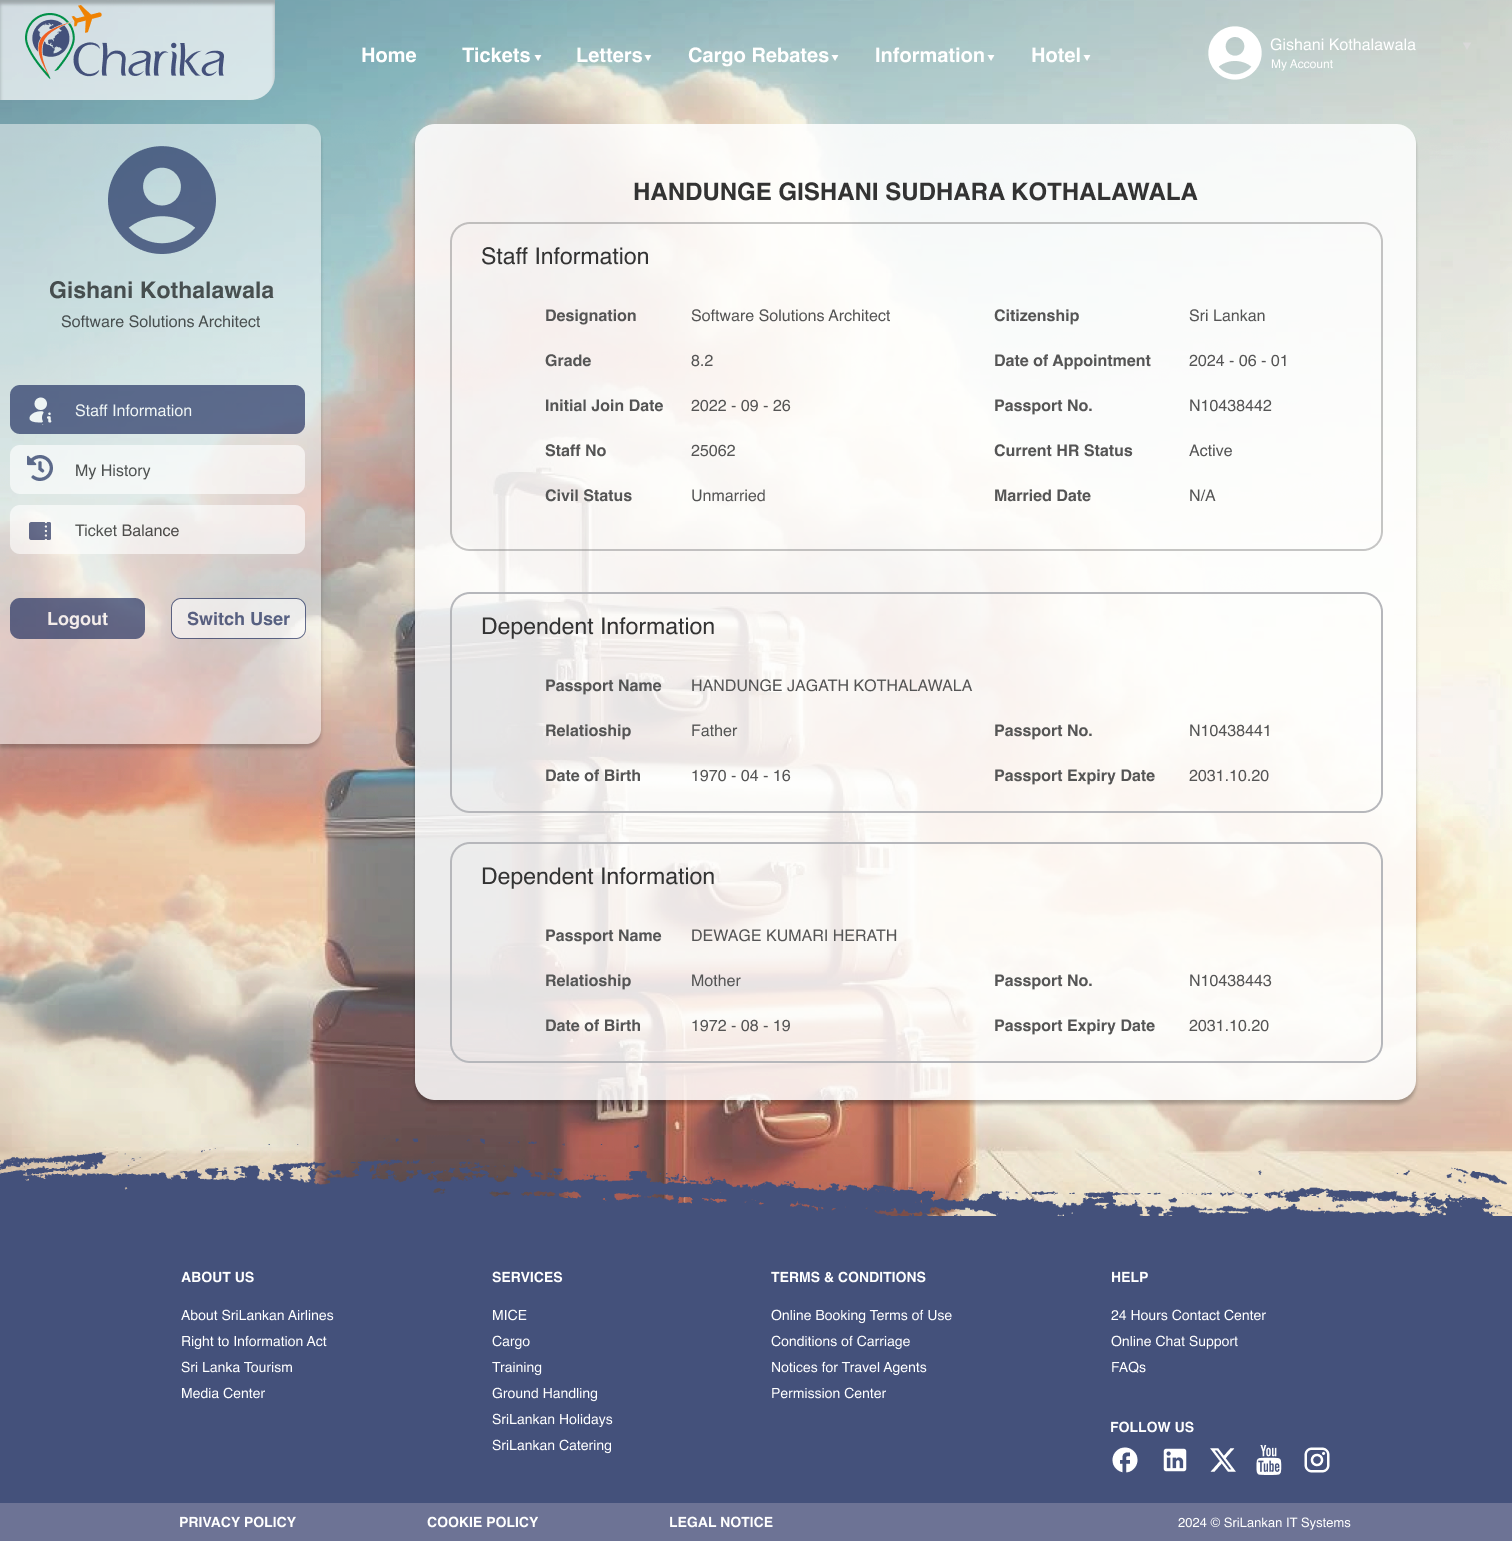 Charika
Home Tickets Letters Cargo Rebates Information Hotel
Gishani Kothalawala
My Account
Gishani Kothalawala
Software Solutions Architect
Staff Information
My History
Ticket Balance
Logout Switch User
HANDUNGE GISHANI SUDHARA KOTHALAWALA
Staff Information
Designation Software Solutions Architect Citizenship Sri Lankan
Grade 8.2 Date of Appointment 2024 - 06 - 01
Initial Join Date 2022 - 09 - 26 Passport No. N10438442
Staff No 25062 Current HR Status Active
Civil Status Unmarried Married Date N/A
Dependent Information
Passport Name HANDUNGE JAGATH KOTHALAWALA
Relatioship Father Passport No. N10438441
Date of Birth 1970 - 04 - 16 Passport Expiry Date 2031.10.20
Dependent Information
Passport Name DEWAGE KUMARI HERATH
Relatioship Mother Passport No. N10438443
Date of Birth 1972 - 08 - 19 Passport Expiry Date 2031.10.20
ABOUT US
About SriLankan Airlines
Right to Information Act
Sri Lanka Tourism
Media Center
SERVICES
MICE
Cargo
Training
Ground Handling
SriLankan Holidays
SriLankan Catering
TERMS & CONDITIONS
Online Booking Terms of Use
Conditions of Carriage
Notices for Travel Agents
Permission Center
HELP
24 Hours Contact Center
Online Chat Support
FAQs
FOLLOW US
You
Tube
PRIVACY POLICY COOKIE POLICY LEGAL NOTICE 2024 © SriLankan IT Systems